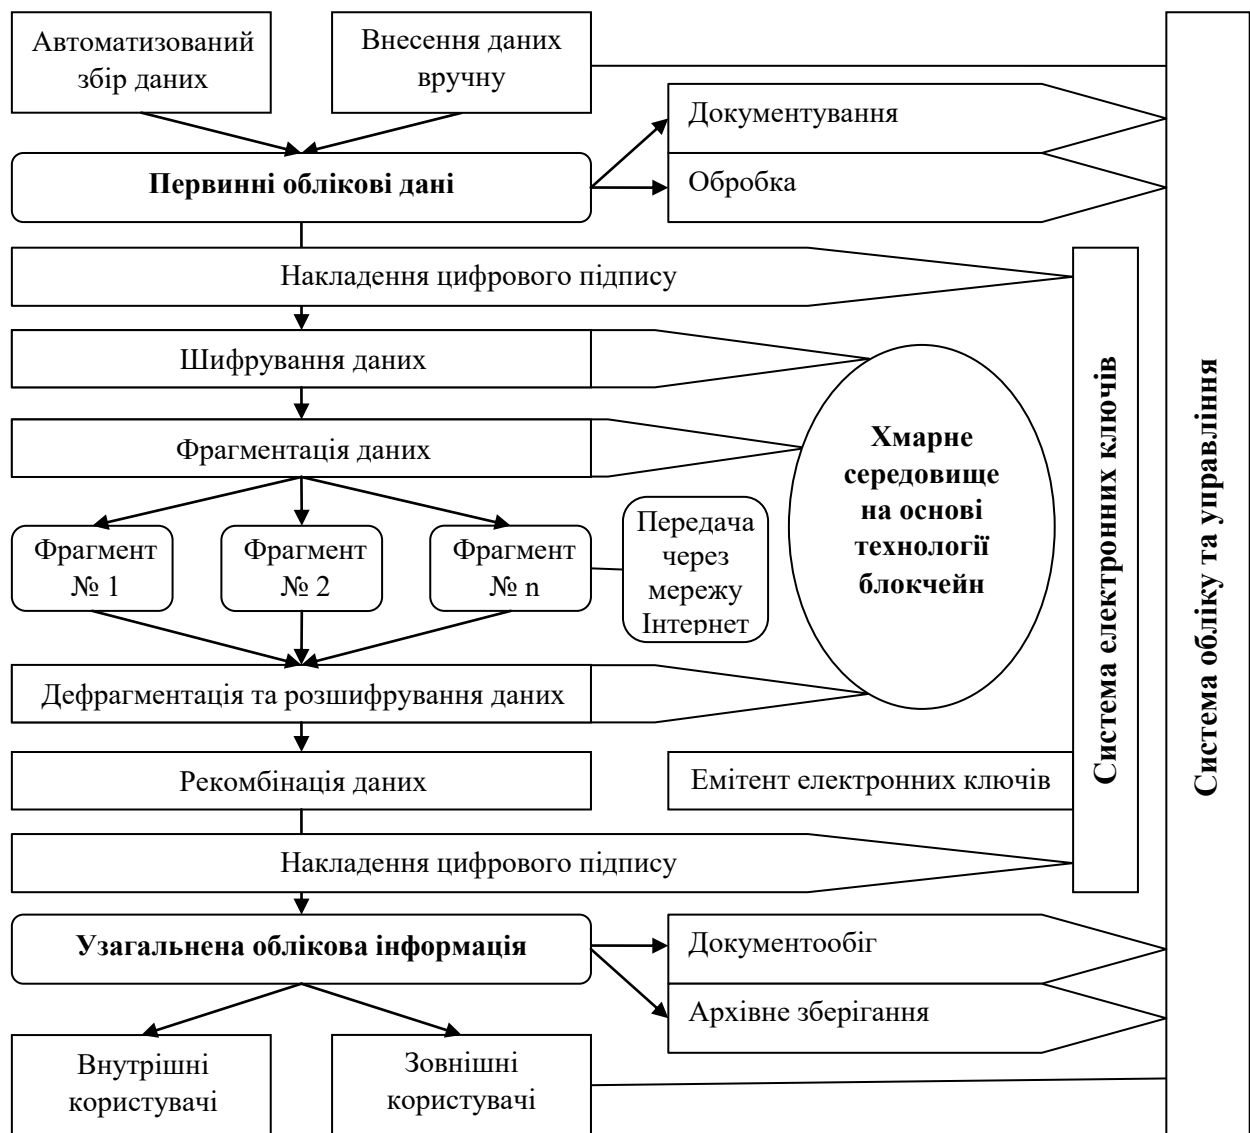 Автоматизований
збір даних
Внесення даних
вручну
Документування
Первинні облікові дані
Обробка
Накладення цифрового підпису
Шифрування даних
Фрагментація даних
Фрагмент
№ 1
Фрагмент
№ 2
Фрагмент
№ n
Передача
через
мережу
Інтернет
Хмарне
середовище
на основі
технології
блокчейн
Система електронних ключів
Система обліку та управління
Дефрагментація та розшифрування даних
Рекомбінація даних
Емітент електронних ключів
Накладення цифрового підпису
Узагальнена облікова інформація
Документообіг
Архівне зберігання
Внутрішні
користувачі
Зовнішні
користувачі